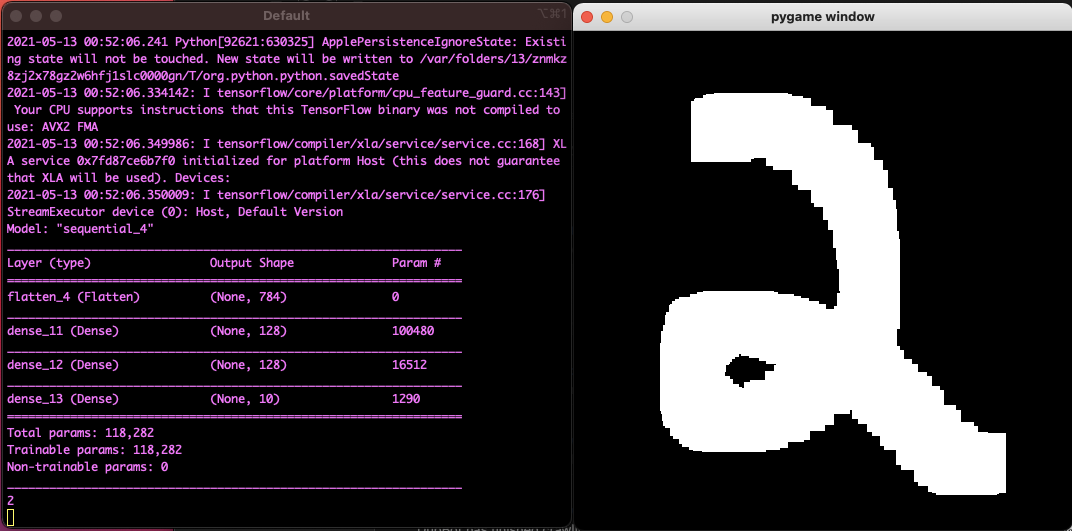 Default
⌥⌘1
pygame window
2021-05-13 00:52:06.241 Python[92621:630325] ApplePersistenceIgnoreState: Existi
ng state will not be touched. New state will be written to /var/folders/13/znmkz
8zj2x78gz2w6hfj1slc0000gn/T/org.python.python.savedState
2021-05-13 00:52:06.334142: I tensorflow/core/platform/cpu_feature_guard.cc:143]
Your CPU supports instructions that this TensorFlow binary was not compiled to
use: AVX2 FMA
2021-05-13 00:52:06.349986: I tensorflow/compiler/xla/service/service.cc:168] XL
A service 0x7fd87ce6b7f0 initialized for platform Host (this does not guarantee
that XLA will be used). Devices:
2021-05-13 00:52:06.350009: I tensorflow/compiler/xla/service/service.cc:176]
StreamExecutor device (0): Host, Default Version
Model: "sequential_4"
Layer (type) Output Shape Param #
flatten_4 (Flatten) (None, 784) 0
dense_11 (Dense) (None, 128) 100480
dense_12 (Dense) (None, 128) 16512
dense_13 (Dense) (None, 10) 1290
Total params: 118,282
Trainable params: 118,282
Non-trainable params: 0
2
2